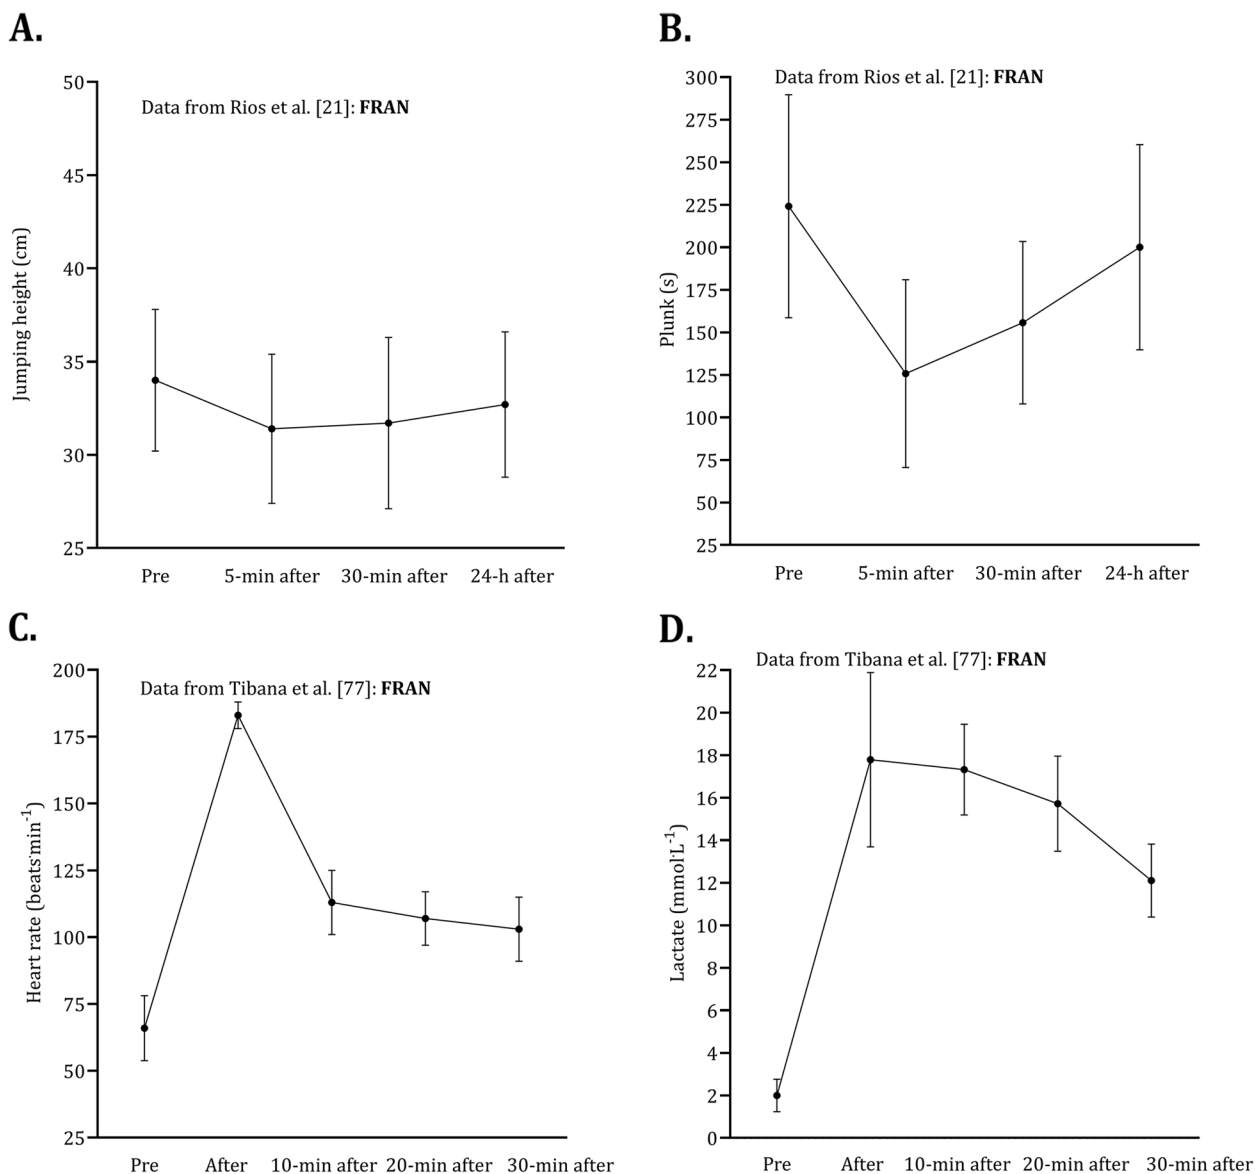 A.
Data from Rios et al. [21]: FRAN
Jumping height (cm)
50
45
40
35
30
25
Pre 5-min after 30-min after 24-h after
B.
Data from Rios et al. [21]: FRAN
Plunk (s)
300
275
250
225
200
175
150
125
100
75
50
25
Pre 5-min after 30-min after 24-h after
C.
Data from Tibana et al. [77]: FRAN
Heart rate (beats·min⁻¹)
200
175
150
125
100
75
50
25
Pre After 10-min after 20-min after 30-min after
D.
Data from Tibana et al. [77]: FRAN
Lactate (mmol·L⁻¹)
22
20
18
16
14
12
10
8
6
4
2
0
Pre After 10-min after 20-min after 30-min after